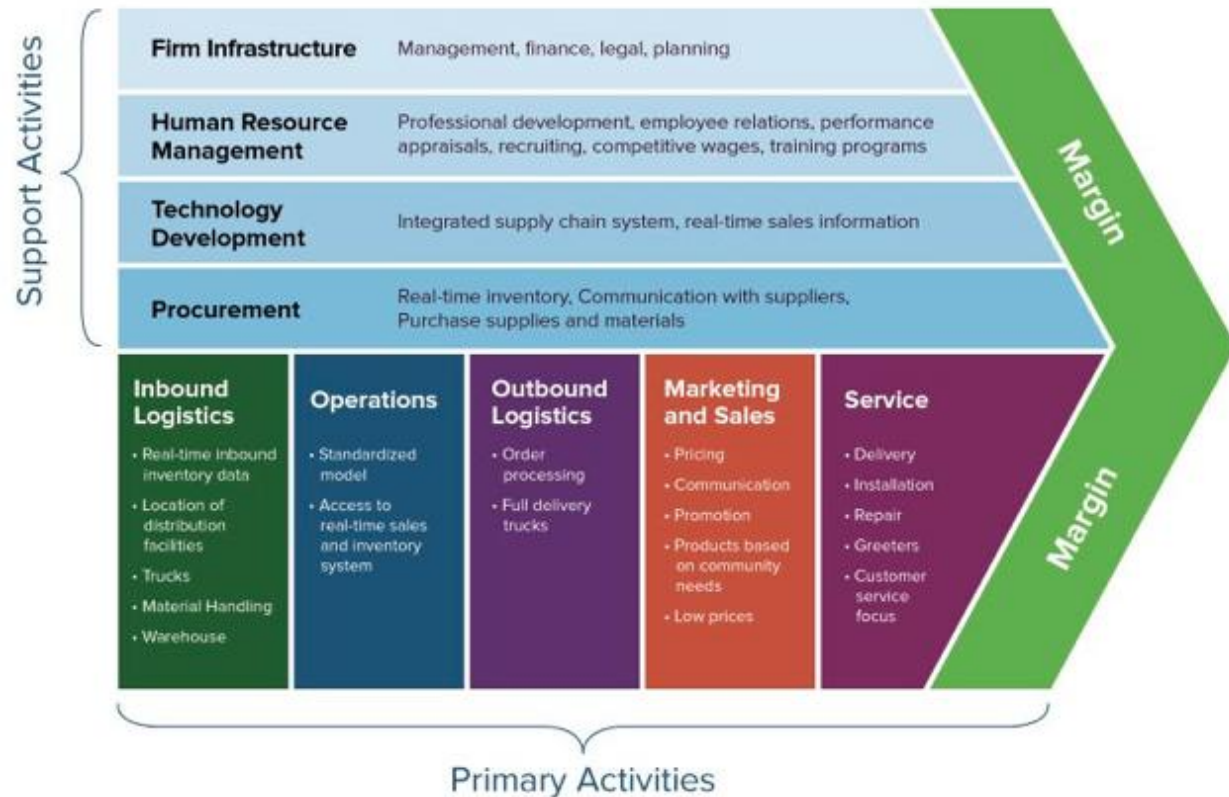 Support Activities
Firm Infrastructure
Management, finance, legal, planning
Human Resource
Management
Professional development, employee relations, performance
appraisals, recruiting, competitive wages, training programs
Technology
Development
Integrated supply chain system, real-time sales information
Procurement
Real-time inventory, Communication with suppliers,
Purchase supplies and materials
Margin
Inbound
Logistics
• Real-time inbound
inventory data
• Location of
distribution
facilities
• Trucks
• Material Handling
• Warehouse
Operations
• Standardized
model
• Access to
real-time sales
and inventory
system
Outbound
Logistics
• Order
processing
• Full delivery
trucks
Marketing
and Sales
• Pricing
• Communication
• Promotion
• Products based
on community
needs
• Low prices
Service
• Delivery
• Installation
• Repair
• Greeters
• Customer
service
focus
Margin
Primary Activities